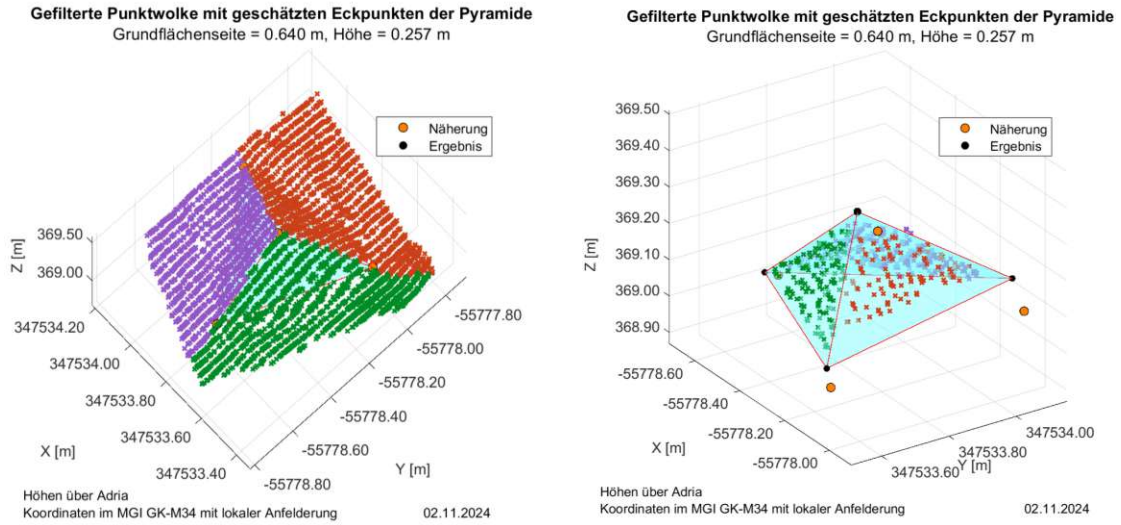 Gefilterte Punktwolke mit geschätzten Eckpunkten der Pyramide
Grundflächenseite = 0.640 m, Höhe = 0.257 m
Näherung
Ergebnis
369.50
369.00
Z [m]
347534.20
347534.00
347533.80
347533.60
347533.40
X [m]
-55777.80
-55778.00
-55778.20
-55778.40
-55778.60
-55778.80
Y [m]
Höhen über Adria
Koordinaten im MGI GK-M34 mit lokaler Anfelderung 02.11.2024
Gefilterte Punktwolke mit geschätzten Eckpunkten der Pyramide
Grundflächenseite = 0.640 m, Höhe = 0.257 m
Näherung
Ergebnis
369.50
369.40
369.30
369.20
369.10
369.00
368.90
Z [m]
-55778.60
-55778.40
-55778.20
-55778.00
X [m]
347534.00
347533.80
347533.60
Y [m]
Höhen über Adria
Koordinaten im MGI GK-M34 mit lokaler Anfelderung 02.11.2024